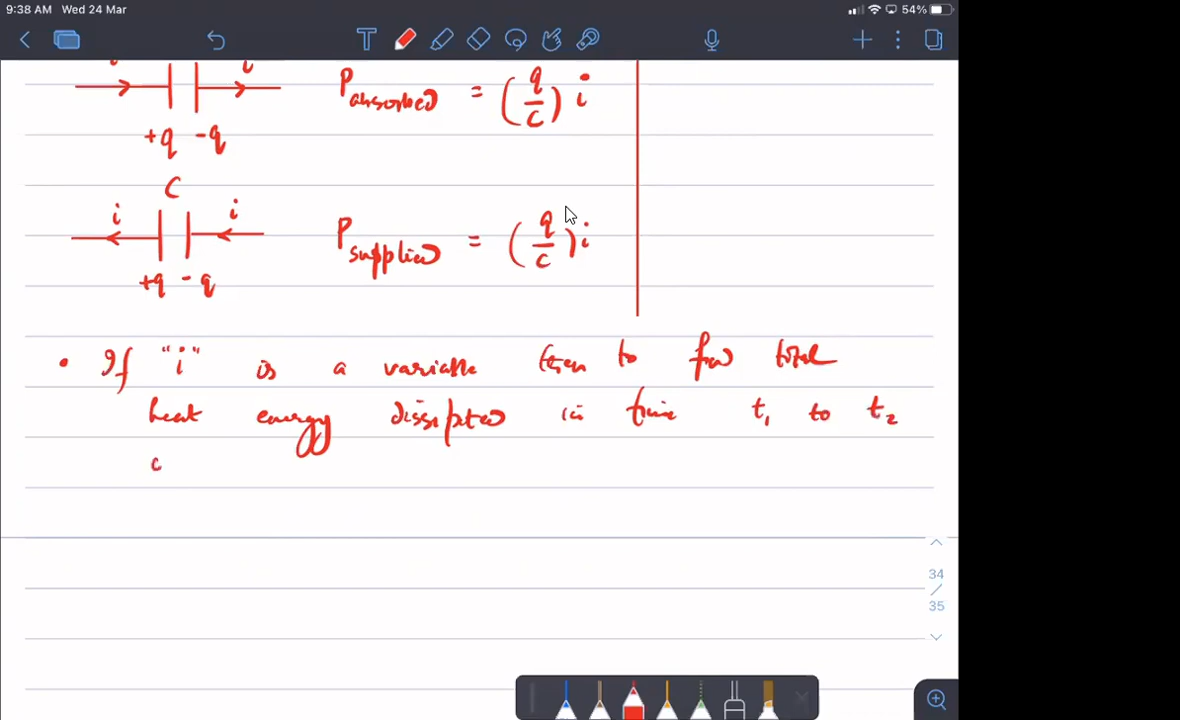 9:38 AM Wed 24 Mar
54%
i i
P absorbed = (q/c) i
+q -q
C
i i
P supplied = (q/c) i
+q - q
• If "i" is a variable then to find total
heat energy dissipated in time t₁ to t₂
c
34
/
35